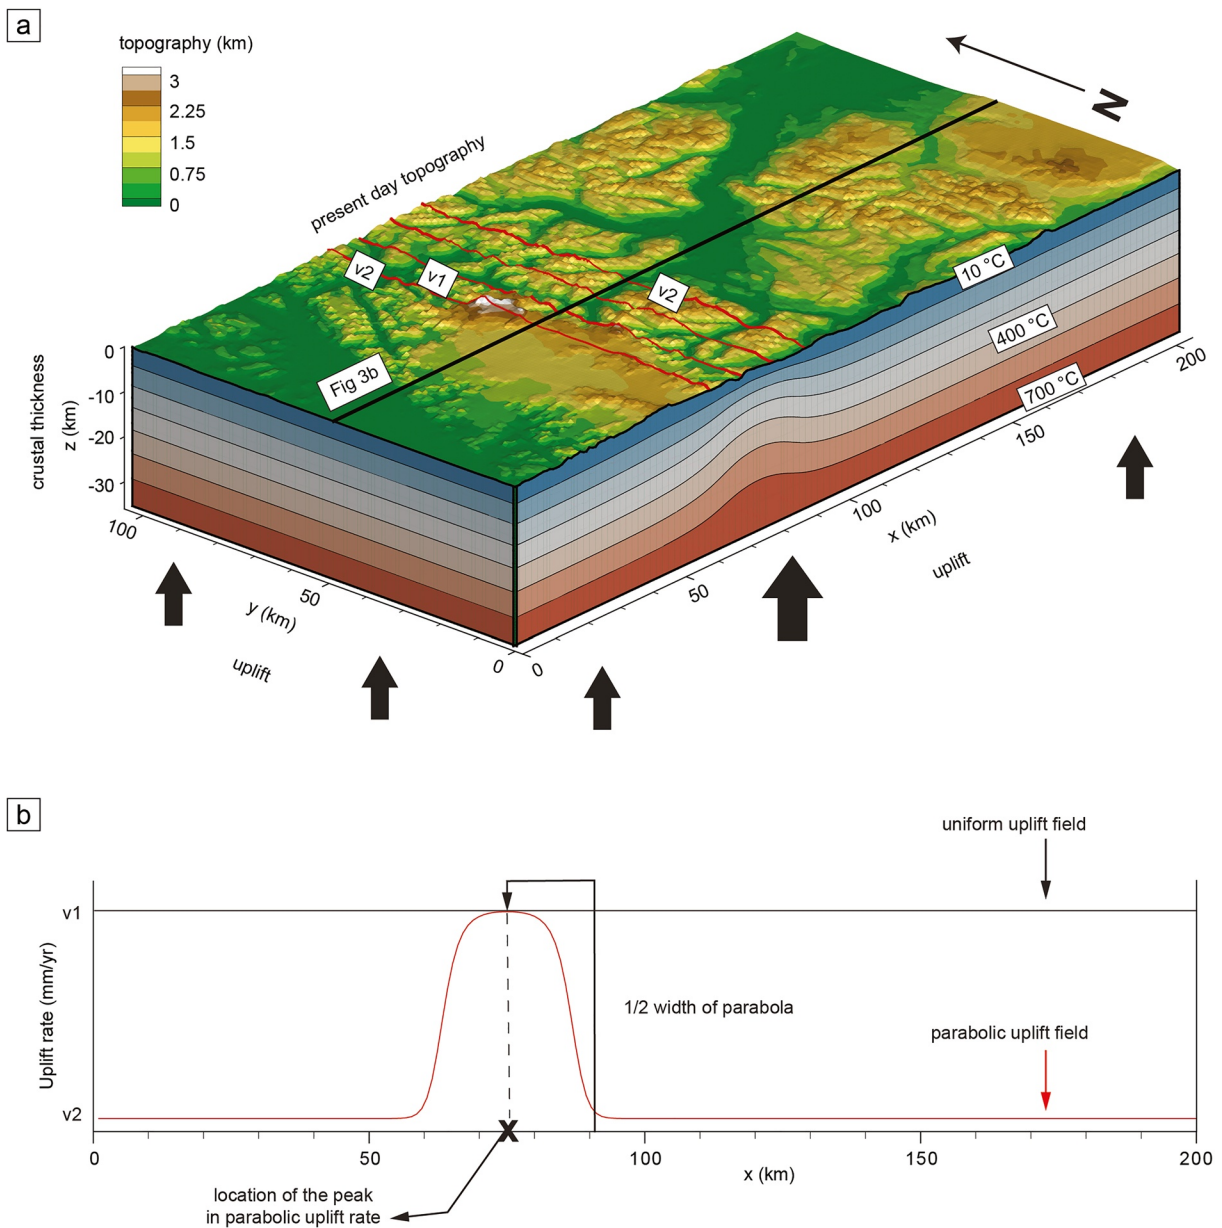 a
topography (km)
3
2.25
1.5
0.75
0
N
present day topography
v2
v1
v2
Fig 3b
10 °C
400 °C
700 °C
crustal thickness
z (km)
0
-10
-20
-30
100
50
0
y (km)
uplift
0
50
100
150
200
x (km)
uplift
b
uniform uplift field
v1
Uplift rate (mm/yr)
1/2 width of parabola
parabolic uplift field
v2
X
0
50
100
150
200
x (km)
location of the peak
in parabolic uplift rate